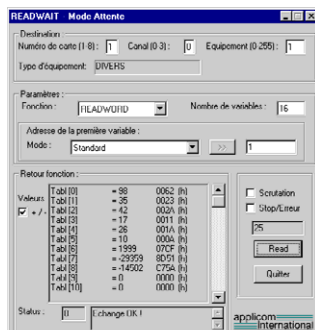 READWAIT - Mode Attente
Destination
Numéro de carte (1-8) : 1 Canal (0-3) : 0 Equipement (0-255) : 1
Type d'équipement: DIVERS
Paramètres :
Fonction : READWORD Nombre de variables : 16
Adresse de la première variable :
Mode : Standard >> 1
Retour fonction :
Valeurs
+ / -
Tabl [0] = 98 0062 (h)
Tabl [1] = 35 0023 (h)
Tabl [2] = 42 002A (h)
Tabl [3] = 17 0011 (h)
Tabl [4] = 26 001A (h)
Tabl [5] = 10 000A (h)
Tabl [6] = 1999 07CF (h)
Tabl [7] = -29359 8D51 (h)
Tabl [8] = -14502 C75A (h)
Tabl [9] = 0 0000 (h)
Tabl [10] = 0 0000 (h)
Scrutation
Stop/Erreur
25
Read
Quitter
Status : 0 Echange OK !
applicom
International